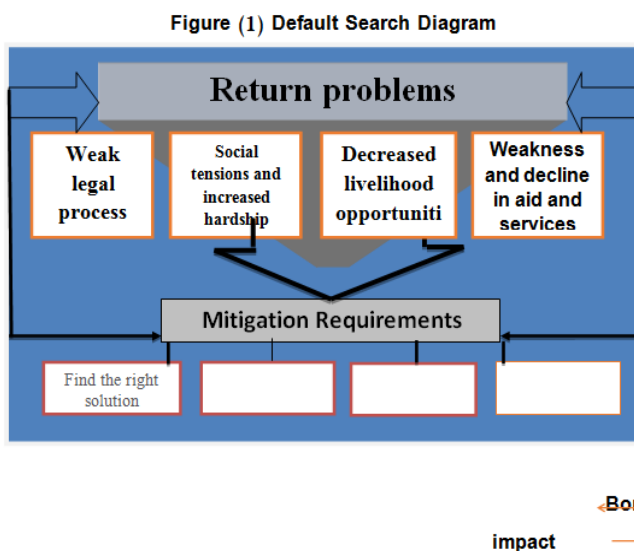 Figure (1) Default Search Diagram
Return problems
Weak
legal
process
Social
tensions and
increased
hardship
Decreased
livelihood
opportuniti
Weakness
and decline
in aid and
services
Mitigation Requirements
Find the right
solution
Bor
impact